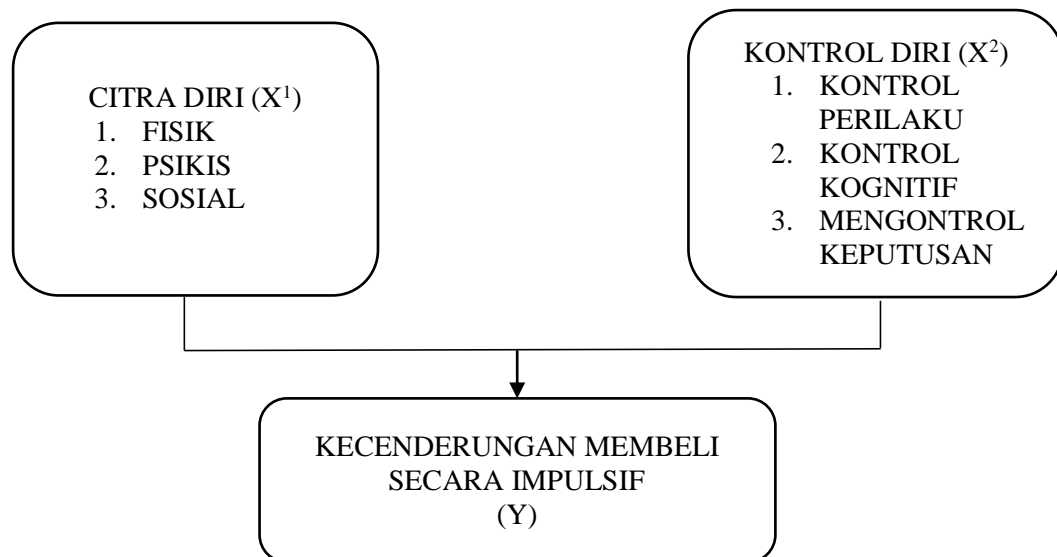 CITRA DIRI (X¹)
1. FISIK
2. PSIKIS
3. SOSIAL
KONTROL DIRI (X²)
1. KONTROL
PERILAKU
2. KONTROL
KOGNITIF
3. MENGONTROL
KEPUTUSAN
KECENDERUNGAN MEMBELI
SECARA IMPULSIF
(Y)